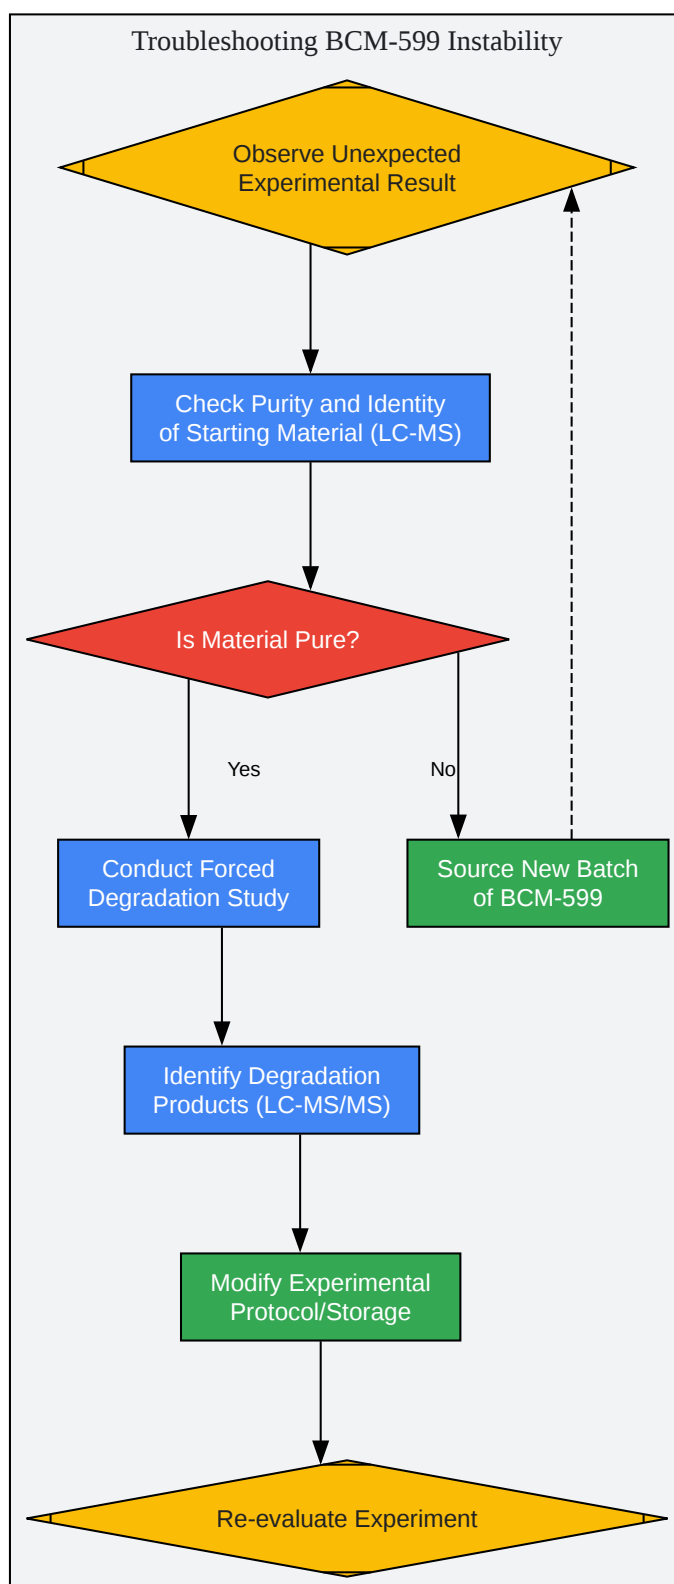 Troubleshooting BCM-599 Instability
Observe Unexpected
Experimental Result
Check Purity and Identity
of Starting Material (LC-MS)
Is Material Pure?
Yes
No
Conduct Forced
Degradation Study
Source New Batch
of BCM-599
Identify Degradation
Products (LC-MS/MS)
Modify Experimental
Protocol/Storage
Re-evaluate Experiment